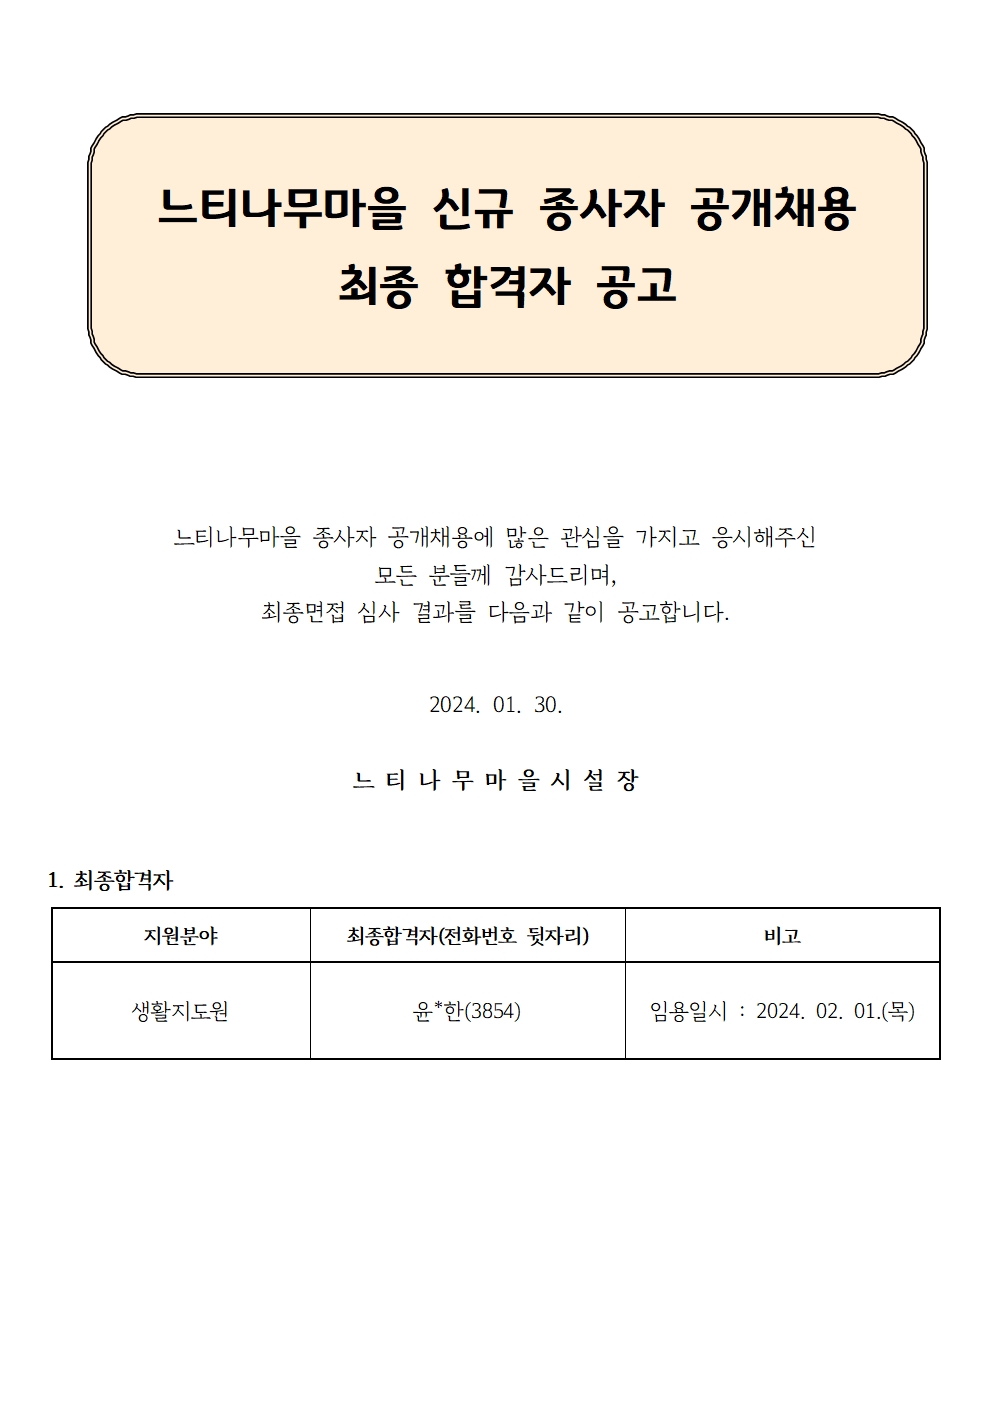 느티나무마을 신규 종사자 공개채용
최종 합격자 공고
느티나무마을 종사자 공개채용에 많은 관심을 가지고 응시해주신
모든 분들께 감사드리며,
최종면접 심사 결과를 다음과 같이 공고합니다.
2024. 01. 30.
느 티 나 무 마 을 시 설 장
1. 최종합격자
지원분야 최종합격자(전화번호 뒷자리) 비고
생활지도원 윤*한(3854) 임용일시 : 2024. 02. 01.(목)